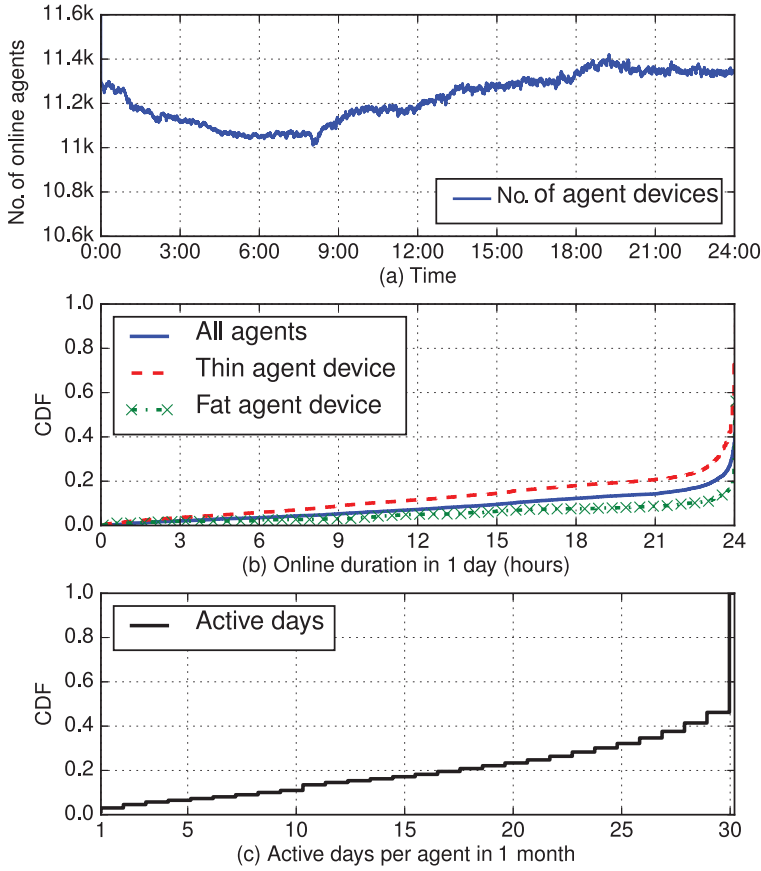 11.6k
11.4k
11.2k
11k
10.8k
10.6k
No. of online agents
No. of agent devices
0:00 3:00 6:00 9:00 12:00 15:00 18:00 21:00 24:00
(a) Time
1.0
0.8
0.6
0.4
0.2
0.0
CDF
All agents
Thin agent device
Fat agent device
0 3 6 9 12 15 18 21 24
(b) Online duration in 1 day (hours)
1.0
0.8
0.6
0.4
0.2
0.0
CDF
Active days
1 5 10 15 20 25 30
(c) Active days per agent in 1 month